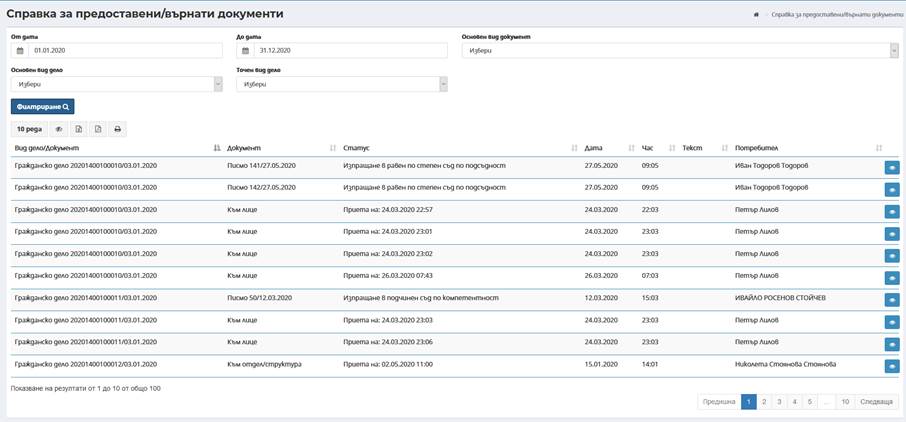 Справка за предоставени/върнати документи
Справка за предоставени/върнати документи
От дата До дата Основен вид документ
01.01.2020 31.12.2020 Избери
Основен вид дело Точен вид дело
Избери Избери
Филтриране
10 реда
Вид дело/Документ Документ Статус Дата Час Текст Потребител
Гражданско дело 20201400100010/03.01.2020 Писмо 141/27.05.2020 Изпращане в равен по степен съд по подсъдност 27.05.2020 09:05 Иван Тодоров Тодоров
Гражданско дело 20201400100010/03.01.2020 Писмо 142/27.05.2020 Изпращане в равен по степен съд по подсъдност 27.05.2020 09:05 Иван Тодоров Тодоров
Гражданско дело 20201400100010/03.01.2020 Към лице Приета на: 24.03.2020 22:57 24.03.2020 22:03 Петър Лилов
Гражданско дело 20201400100010/03.01.2020 Към лице Приета на: 24.03.2020 23:01 24.03.2020 23:03 Петър Лилов
Гражданско дело 20201400100010/03.01.2020 Към лице Приета на: 24.03.2020 23:02 24.03.2020 23:03 Петър Лилов
Гражданско дело 20201400100010/03.01.2020 Към лице Приета на: 26.03.2020 07:43 26.03.2020 07:03 Петър Лилов
Гражданско дело 20201400100011/03.01.2020 Писмо 50/12.03.2020 Изпращане в подчинен съд по компетентност 12.03.2020 15:03 ИВАЙЛО РОСЕНОВ СТОЙЧЕВ
Гражданско дело 20201400100011/03.01.2020 Към лице Приета на: 24.03.2020 23:03 24.03.2020 23:03 Петър Лилов
Гражданско дело 20201400100011/03.01.2020 Към лице Приета на: 24.03.2020 23:06 24.03.2020 23:03 Петър Лилов
Гражданско дело 20201400100012/03.01.2020 Към отдел/структура Приета на: 02.05.2020 11:00 15.01.2020 14:01 Николета Стоянова Стоянова
Показване на резултати от 1 до 10 от общо 100
Предишна 1 2 3 4 5 ... 10 Следваща